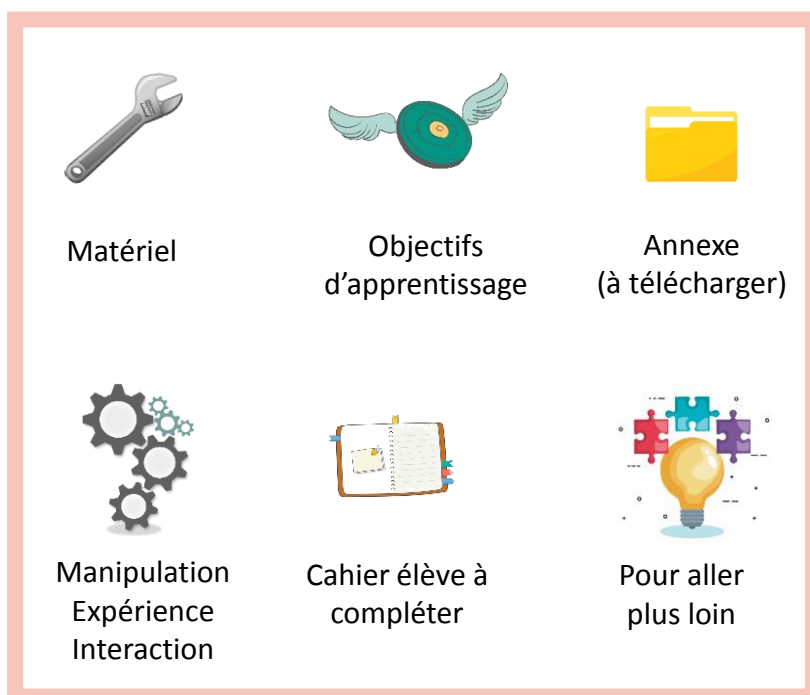 Matériel
Objectifs
d’apprentissage
Annexe
(à télécharger)
Manipulation
Expérience
Interaction
Cahier élève à
compléter
Pour aller
plus loin